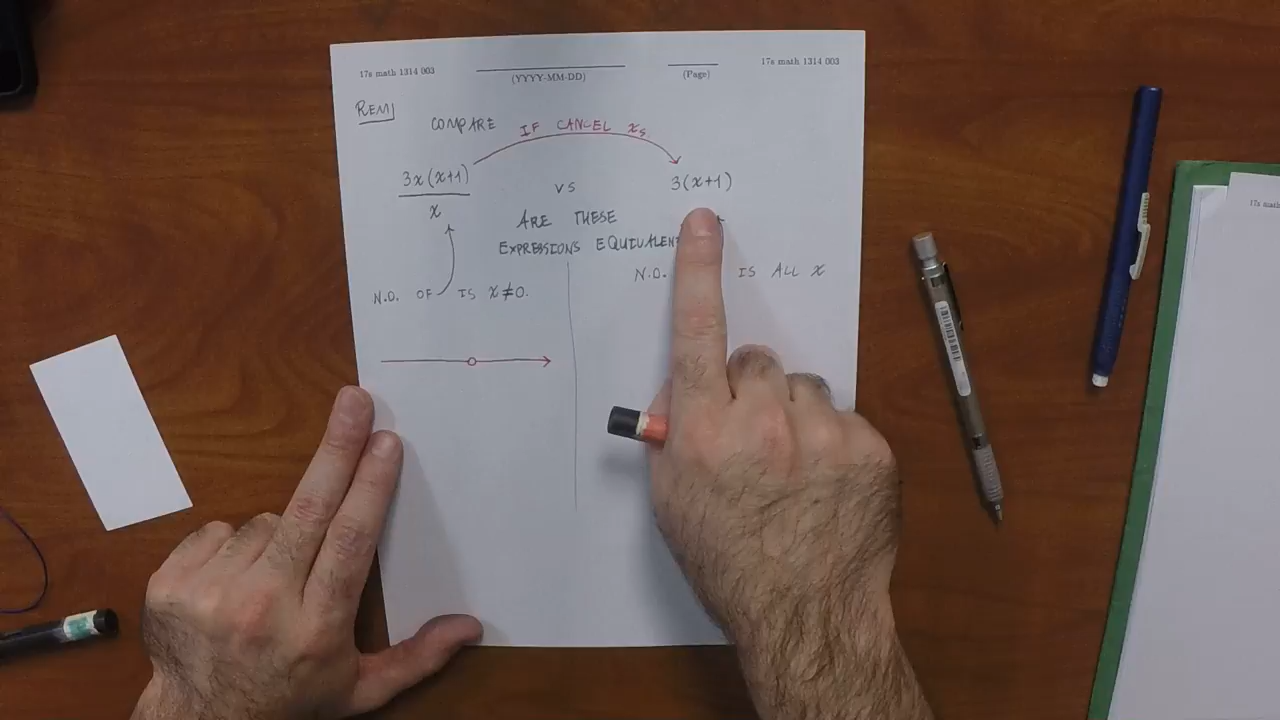 17s math 1314 003
(YYYY-MM-DD)
(Page)
17s math 1314 003
REM
COMPARE IF CANCEL xs
3x(x+1)
x
vs
3(x+1)
ARE THESE
EXPRESSIONS EQUIVALEN
N.D. OF IS x≠0.
N.D. IS ALL x
17s